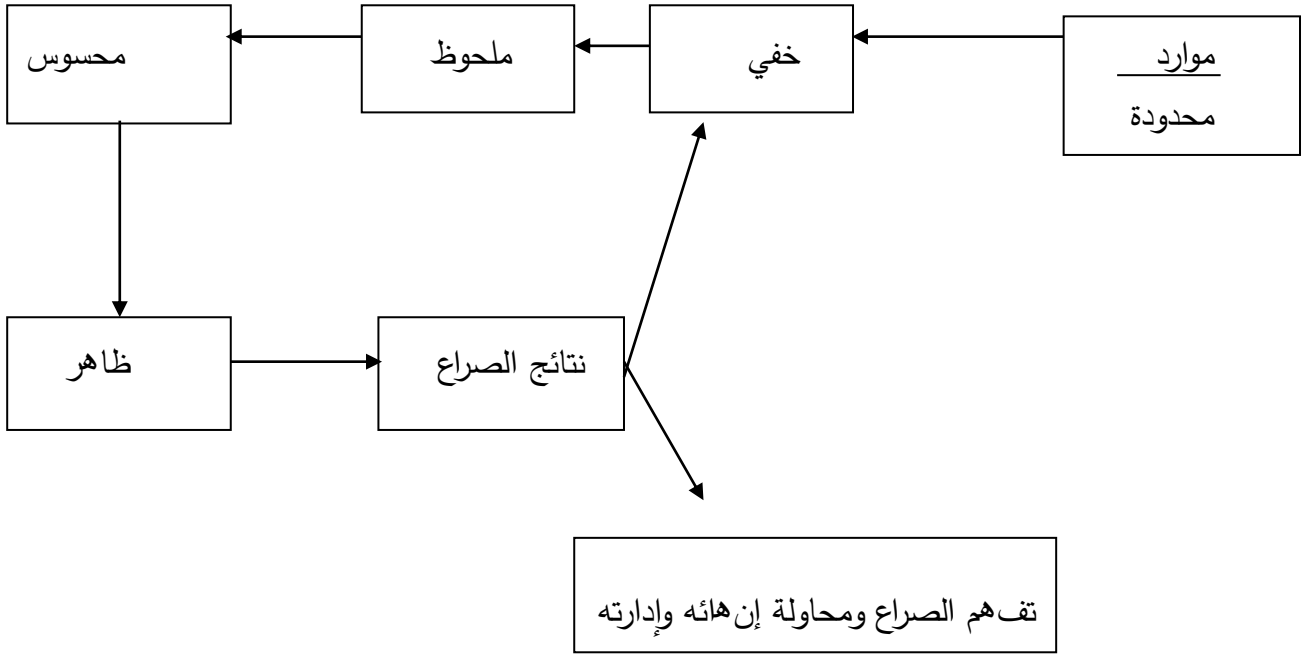 موارد
محدودة
خفي
ملحوظ
محسوس
ظاهر
نتائج الصراع
تفهم الصراع ومحاولة إنهائه وإدارته